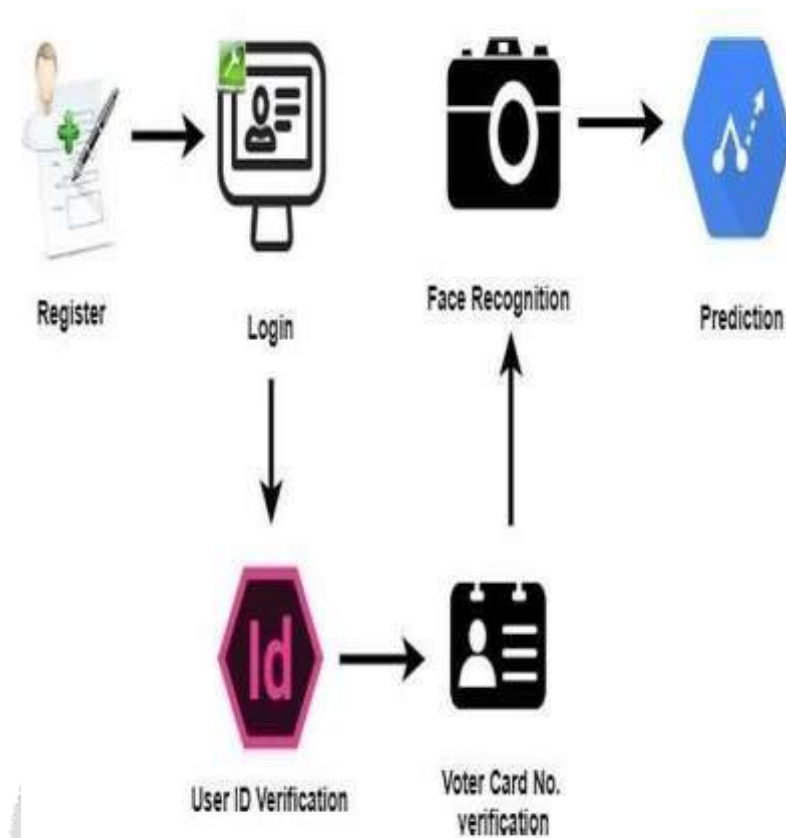 Register
Login
Id
User ID Verification
Voter Card No.
verification
Face Recognition
Prediction